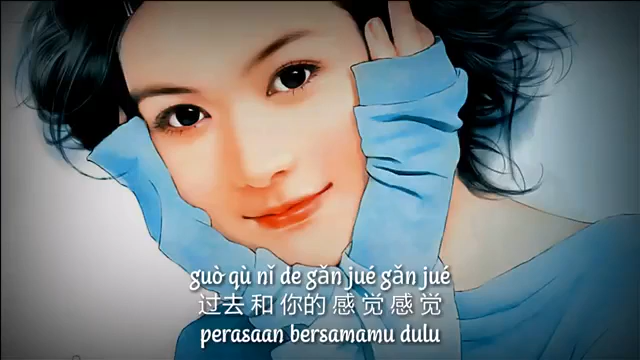 guò qù nǐ de gǎn jué gǎn jué
过去 和 你的 感 觉 感 觉
perasaan bersamamu dulu